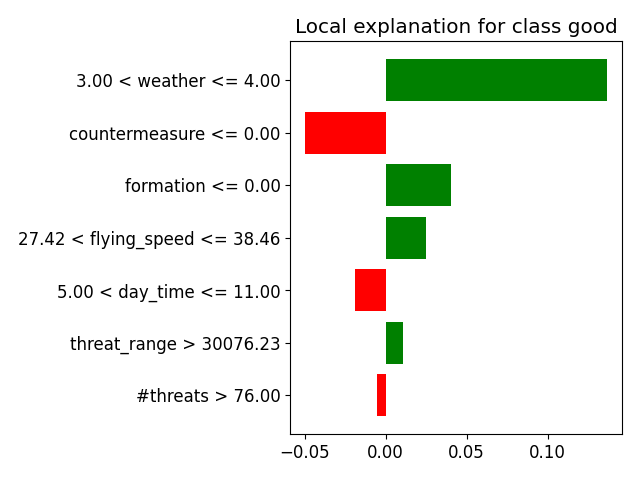 Local explanation for class good
3.00 < weather <= 4.00
countermeasure <= 0.00
formation <= 0.00
27.42 < flying_speed <= 38.46
5.00 < day_time <= 11.00
threat_range > 30076.23
#threats > 76.00
−0.05 0.00 0.05 0.10